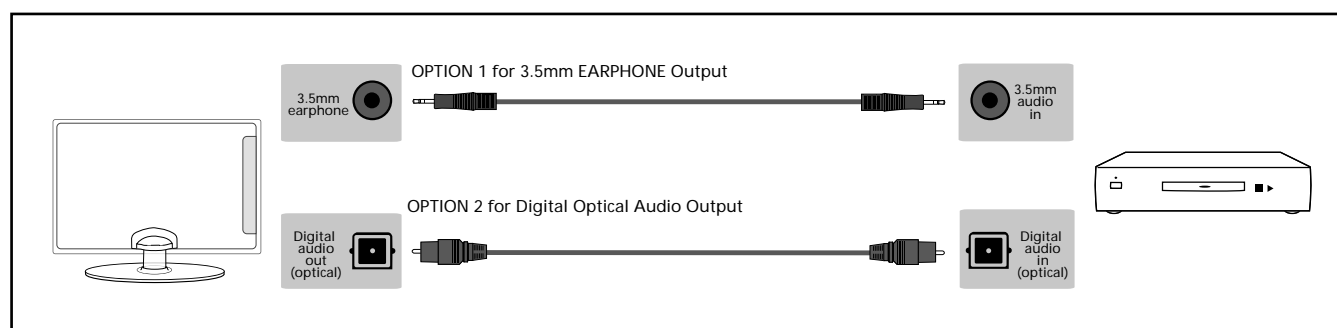 OPTION 1 for 3.5mm EARPHONE Output
3.5mm
earphone
3.5mm
audio
in
OPTION 2 for Digital Optical Audio Output
Digital
audio
out
(optical)
Digital
audio
in
(optical)